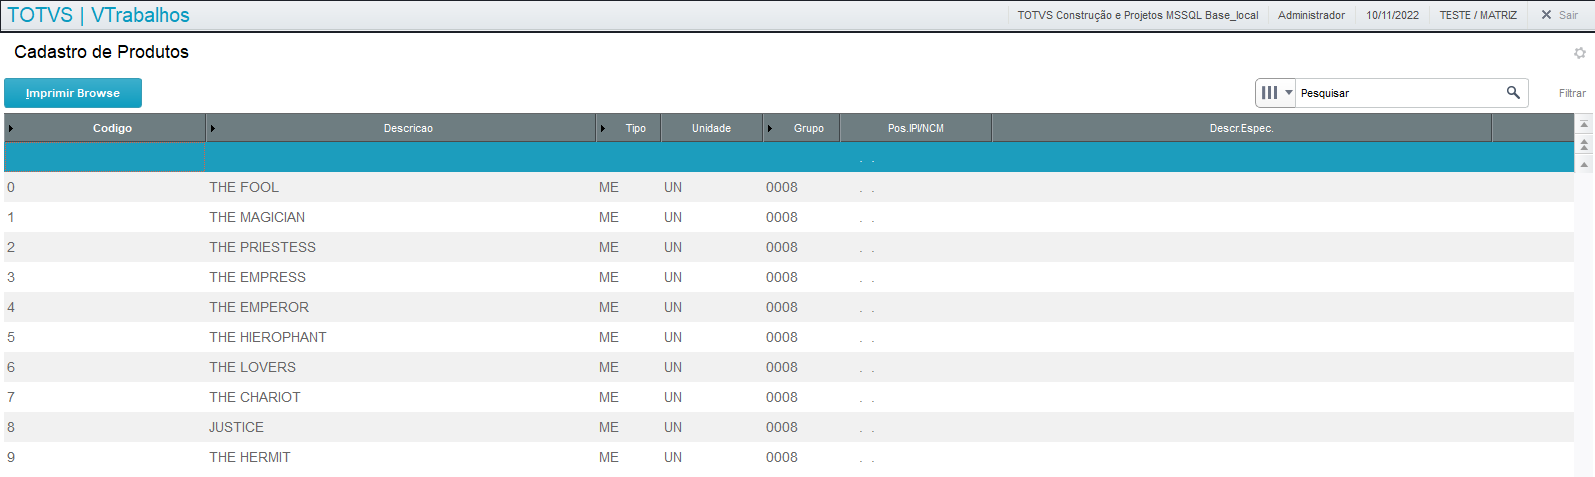 TOTVS | VTrabalhos TOTVS Construção e Projetos MSSQL Base_local Administrador 10/11/2022 TESTE / MATRIZ Sair
Cadastro de Produtos
Imprimir Browse Pesquisar Filtrar
Codigo Descricao Tipo Unidade Grupo Pos.IPI/NCM Descr.Espec.
. .
0 THE FOOL ME UN 0008 . .
1 THE MAGICIAN ME UN 0008 . .
2 THE PRIESTESS ME UN 0008 . .
3 THE EMPRESS ME UN 0008 . .
4 THE EMPEROR ME UN 0008 . .
5 THE HIEROPHANT ME UN 0008 . .
6 THE LOVERS ME UN 0008 . .
7 THE CHARIOT ME UN 0008 . .
8 JUSTICE ME UN 0008 . .
9 THE HERMIT ME UN 0008 . .